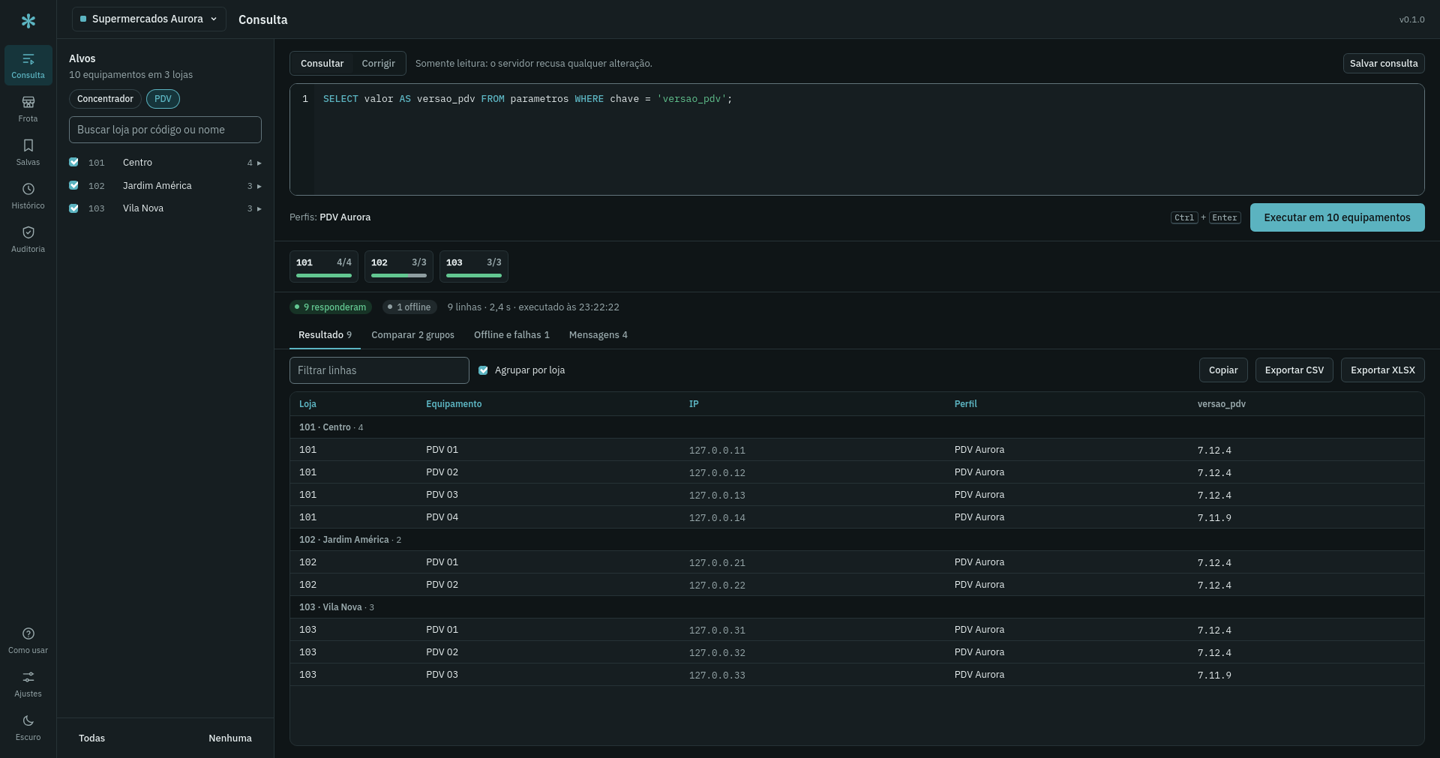 Supermercados Aurora
Consulta
v0.1.0
Consulta
Frota
Salvas
Histórico
Auditoria
Como usar
Ajustes
Escuro
Alvos
10 equipamentos em 3 lojas
Concentrador PDV
Buscar loja por código ou nome
101 Centro 4
102 Jardim América 3
103 Vila Nova 3
Todas Nenhuma
Consultar Corrigir Somente leitura: o servidor recusa qualquer alteração. Salvar consulta
1 SELECT valor AS versao_pdv FROM parametros WHERE chave = 'versao_pdv';
Perfis: PDV Aurora Ctrl + Enter Executar em 10 equipamentos
101 4/4 102 3/3 103 3/3
9 responderam 1 offline 9 linhas · 2,4 s · executado às 23:22:22
Resultado 9 Comparar 2 grupos Offline e falhas 1 Mensagens 4
Filtrar linhas Agrupar por loja Copiar Exportar CSV Exportar XLSX
Loja Equipamento IP Perfil versao_pdv
101 · Centro · 4
101 PDV 01 127.0.0.11 PDV Aurora 7.12.4
101 PDV 02 127.0.0.12 PDV Aurora 7.12.4
101 PDV 03 127.0.0.13 PDV Aurora 7.12.4
101 PDV 04 127.0.0.14 PDV Aurora 7.11.9
102 · Jardim América · 2
102 PDV 01 127.0.0.21 PDV Aurora 7.12.4
102 PDV 02 127.0.0.22 PDV Aurora 7.12.4
103 · Vila Nova · 3
103 PDV 01 127.0.0.31 PDV Aurora 7.12.4
103 PDV 02 127.0.0.32 PDV Aurora 7.12.4
103 PDV 03 127.0.0.33 PDV Aurora 7.11.9